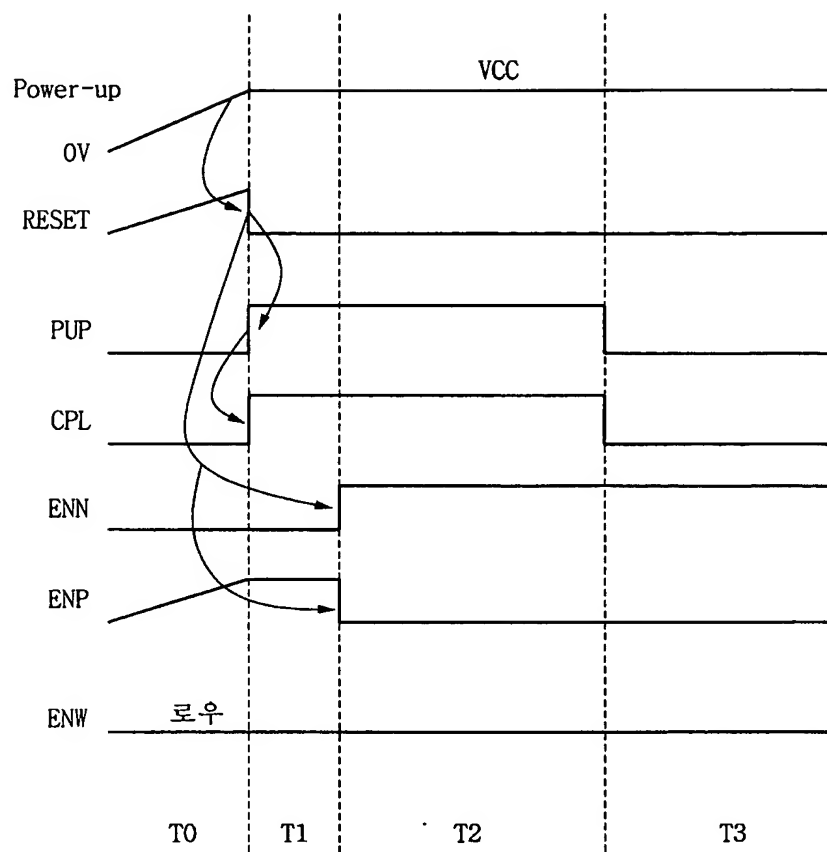 VCC
Power-up
0V
RESET
PUP
CPL
ENN
ENP
ENW 로우
T0 T1 T2 T3